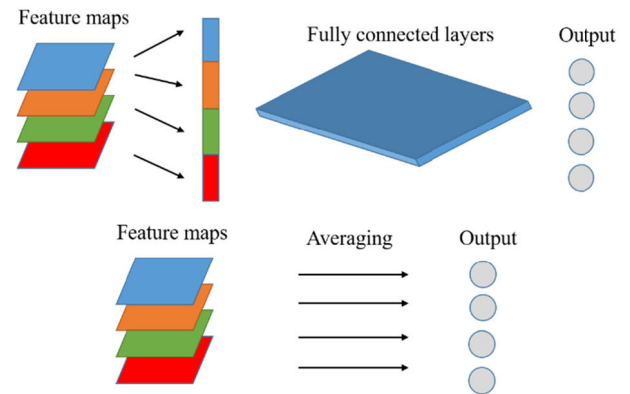 Feature maps
Fully connected layers
Output
Feature maps
Averaging
Output